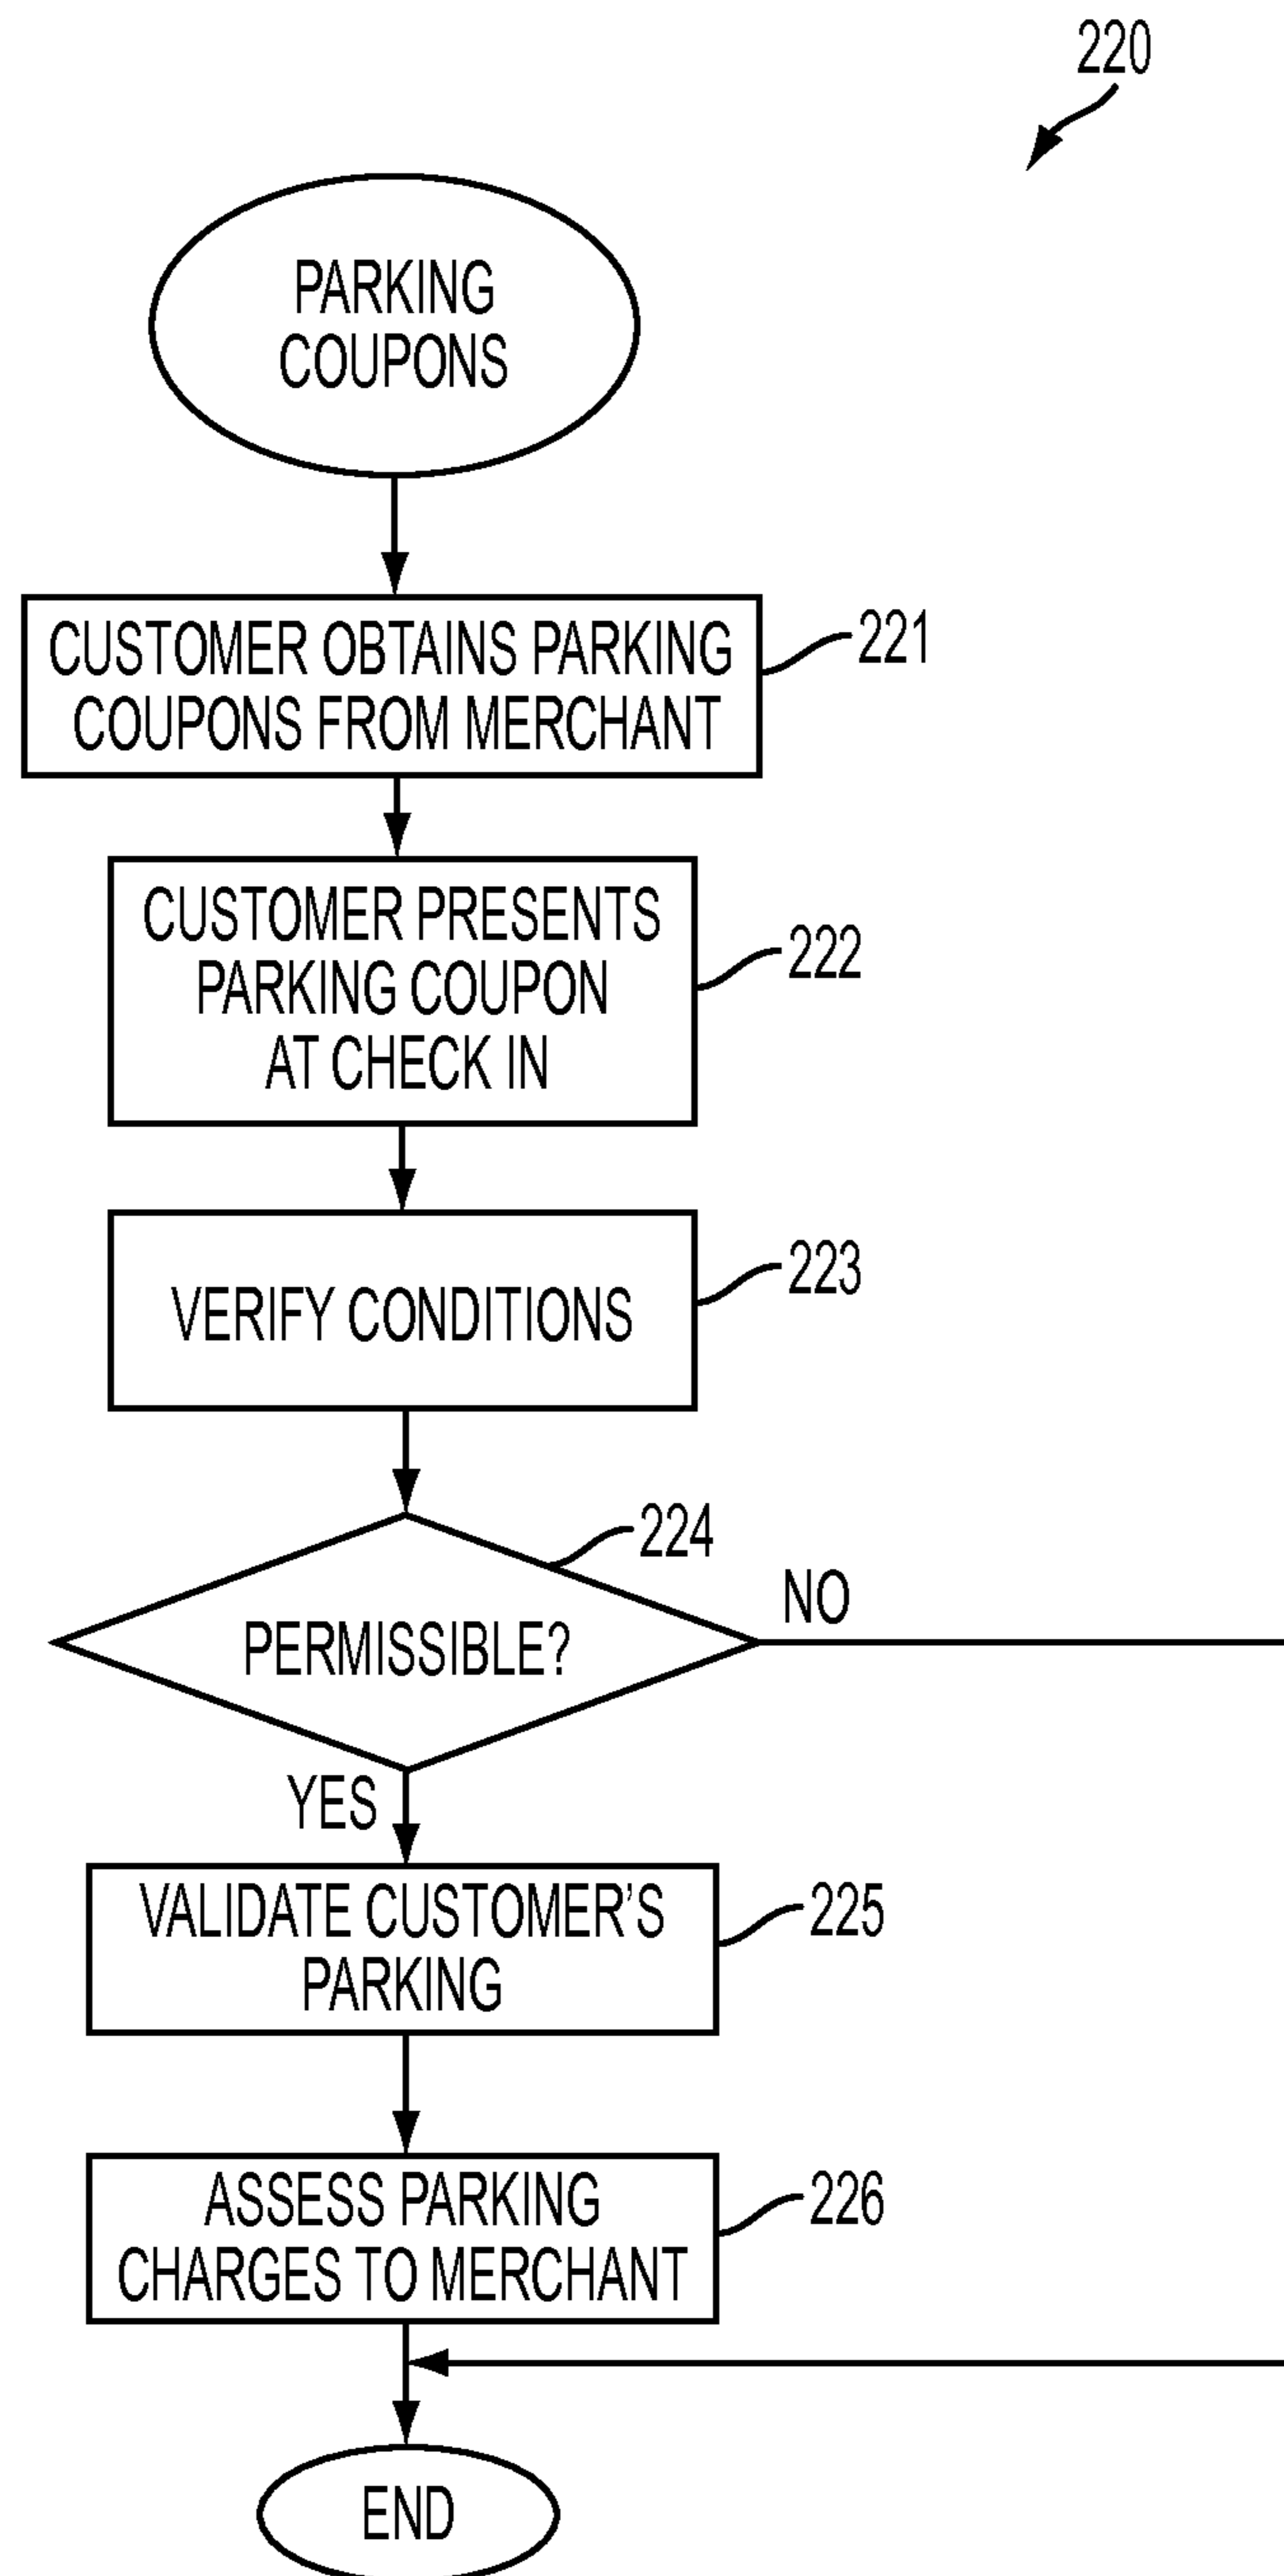 220
PARKING
COUPONS
CUSTOMER OBTAINS PARKING
COUPONS FROM MERCHANT
221
CUSTOMER PRESENTS
PARKING COUPON
AT CHECK IN
222
VERIFY CONDITIONS
223
224
PERMISSIBLE?
NO
YES
VALIDATE CUSTOMER'S
PARKING
225
ASSESS PARKING
CHARGES TO MERCHANT
226
END